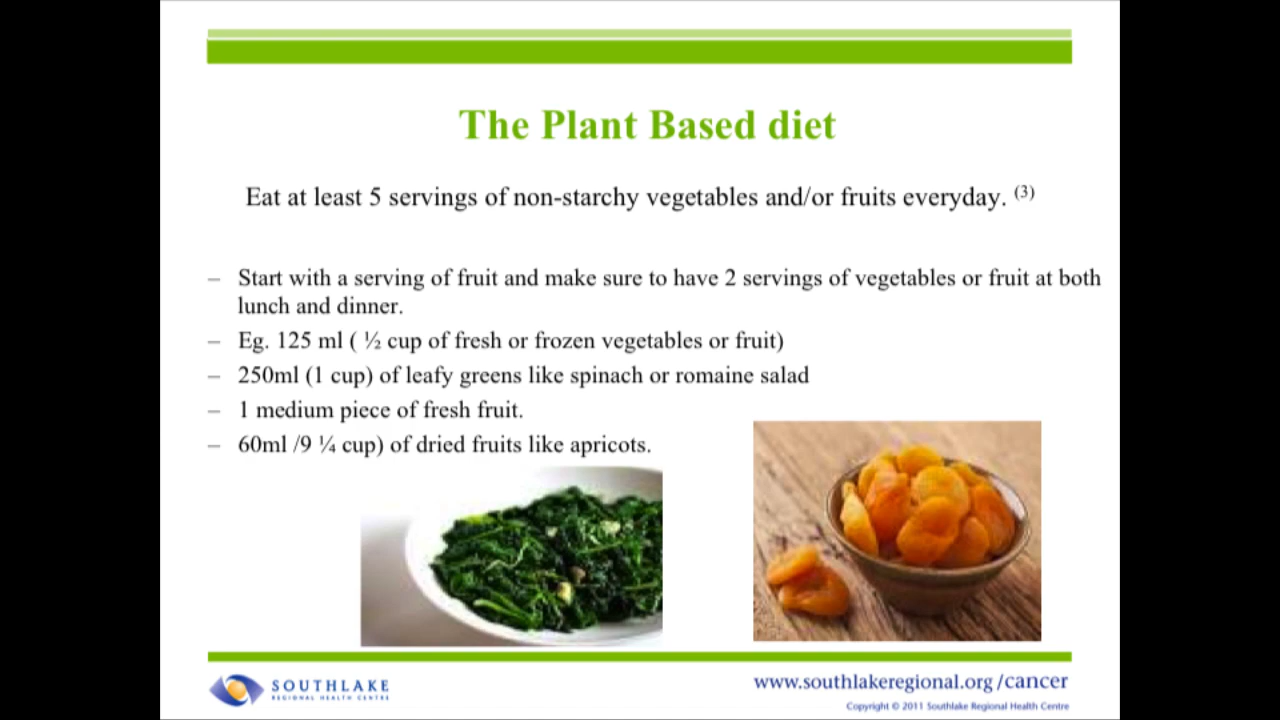 The Plant Based diet
Eat at least 5 servings of non-starchy vegetables and/or fruits everyday. (3)
– Start with a serving of fruit and make sure to have 2 servings of vegetables or fruit at both
lunch and dinner.
– Eg. 125 ml ( ½ cup of fresh or frozen vegetables or fruit)
– 250ml (1 cup) of leafy greens like spinach or romaine salad
– 1 medium piece of fresh fruit.
– 60ml /9 ¼ cup) of dried fruits like apricots.
SOUTHLAKE
REGIONAL HEALTH CENTRE
www.southlakeregional.org/cancer
Copyright © 2011 Southlake Regional Health Centre